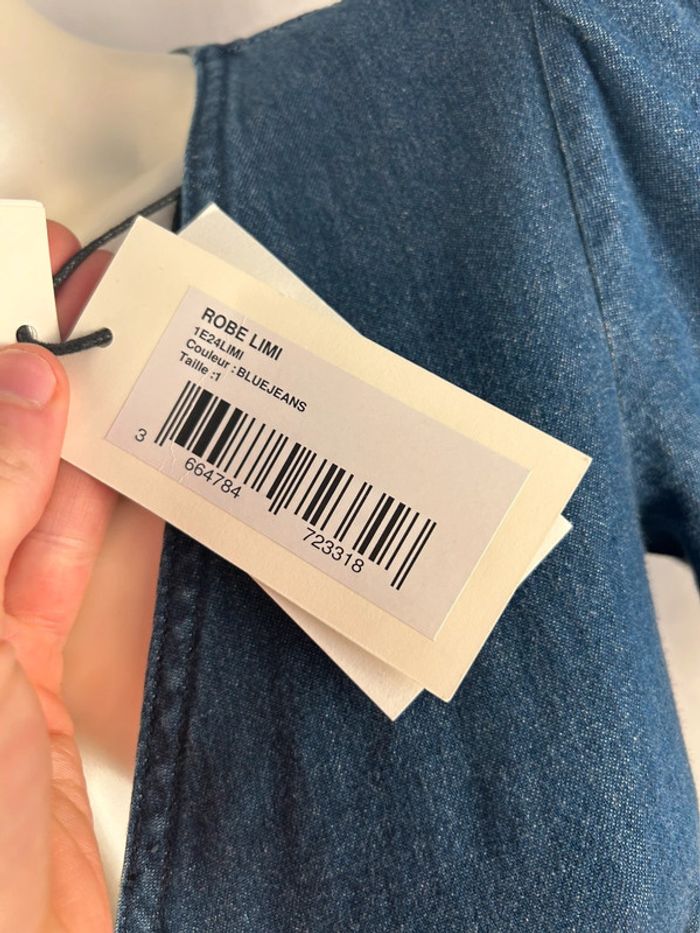 ROBE LIMI
1E24LIMI
Couleur : BLUEJEANS
Taille :1
3 664784 723318